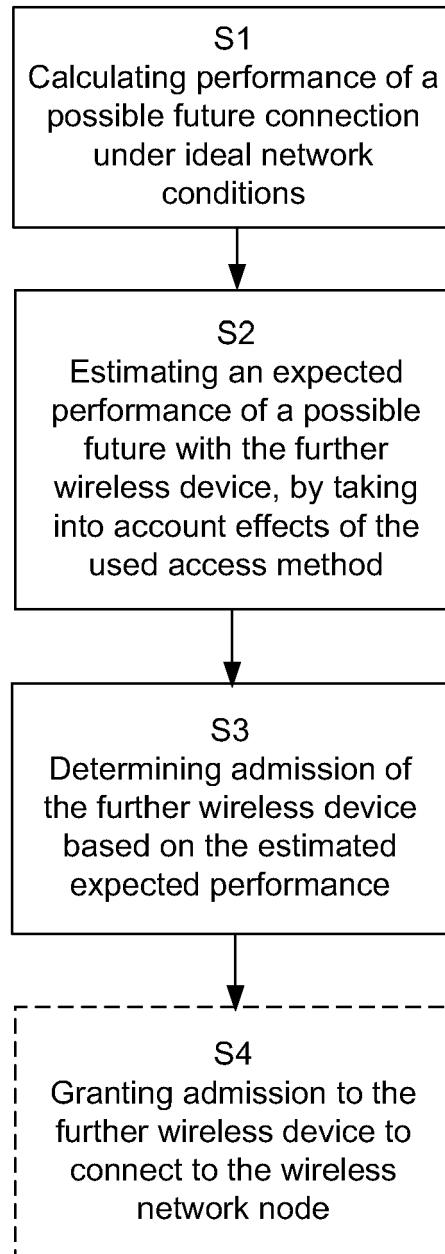 S1
Calculating performance of a
possible future connection
under ideal network
conditions
S2
Estimating an expected
performance of a possible
future with the further
wireless device, by taking
into account effects of the
used access method
S3
Determining admission of
the further wireless device
based on the estimated
expected performance
S4
Granting admission to the
further wireless device to
connect to the wireless
network node